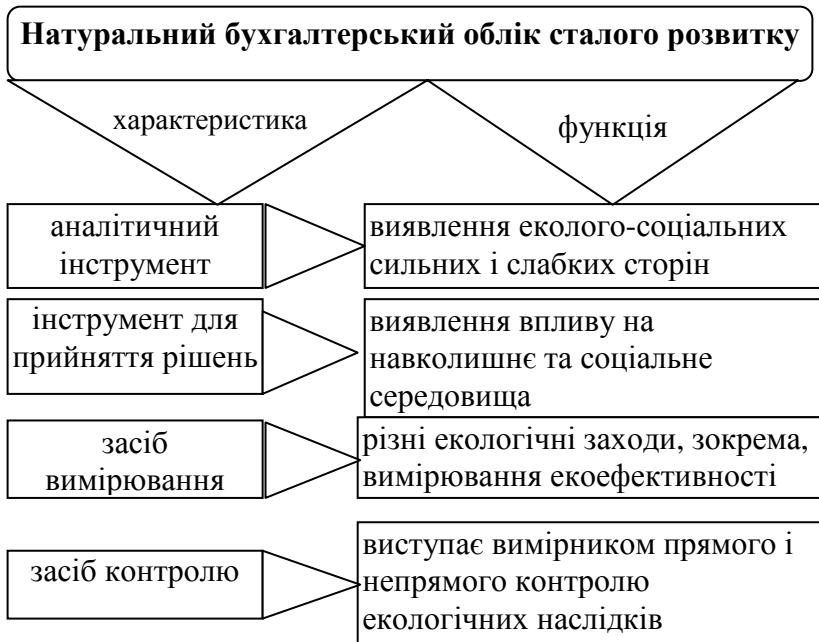 Натуральний бухгалтерський облік сталого розвитку
характеристика
функція
аналітичний
інструмент
виявлення еколого-соціальних
сильних і слабких сторін
інструмент для
прийняття рішень
виявлення впливу на
навколишнє та соціальне
середовища
засіб
вимірювання
різні екологічні заходи, зокрема,
вимірювання екоефективності
засіб контролю
виступає вимірником прямого і
непрямого контролю
екологічних наслідків